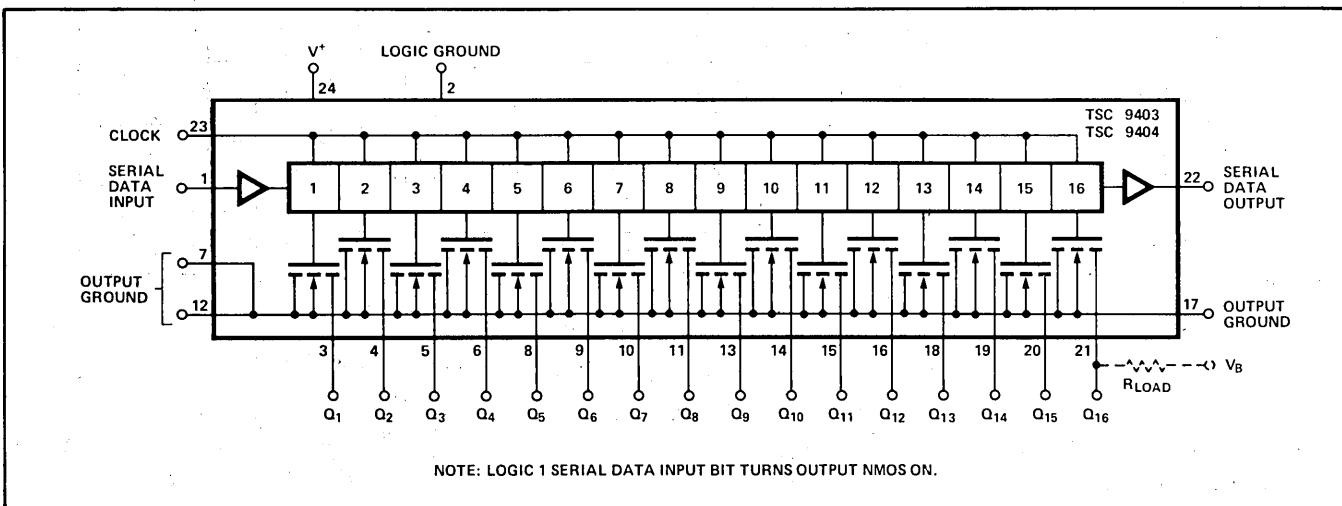 V+ LOGIC GROUND
24 2
TSC 9403
CLOCK 23
TSC 9404
SERIAL DATA INPUT 1
1 2 3 4 5 6 7 8 9 10 11 12 13 14 15 16
22 SERIAL DATA OUTPUT
7
OUTPUT GROUND
12
17 OUTPUT GROUND
3 4 5 6 8 9 10 11 13 14 15 16 18 19 20 21
VB
RLOAD
Q1 Q2 Q3 Q4 Q5 Q6 Q7 Q8 Q9 Q10 Q11 Q12 Q13 Q14 Q15 Q16
NOTE: LOGIC 1 SERIAL DATA INPUT BIT TURNS OUTPUT NMOS ON.